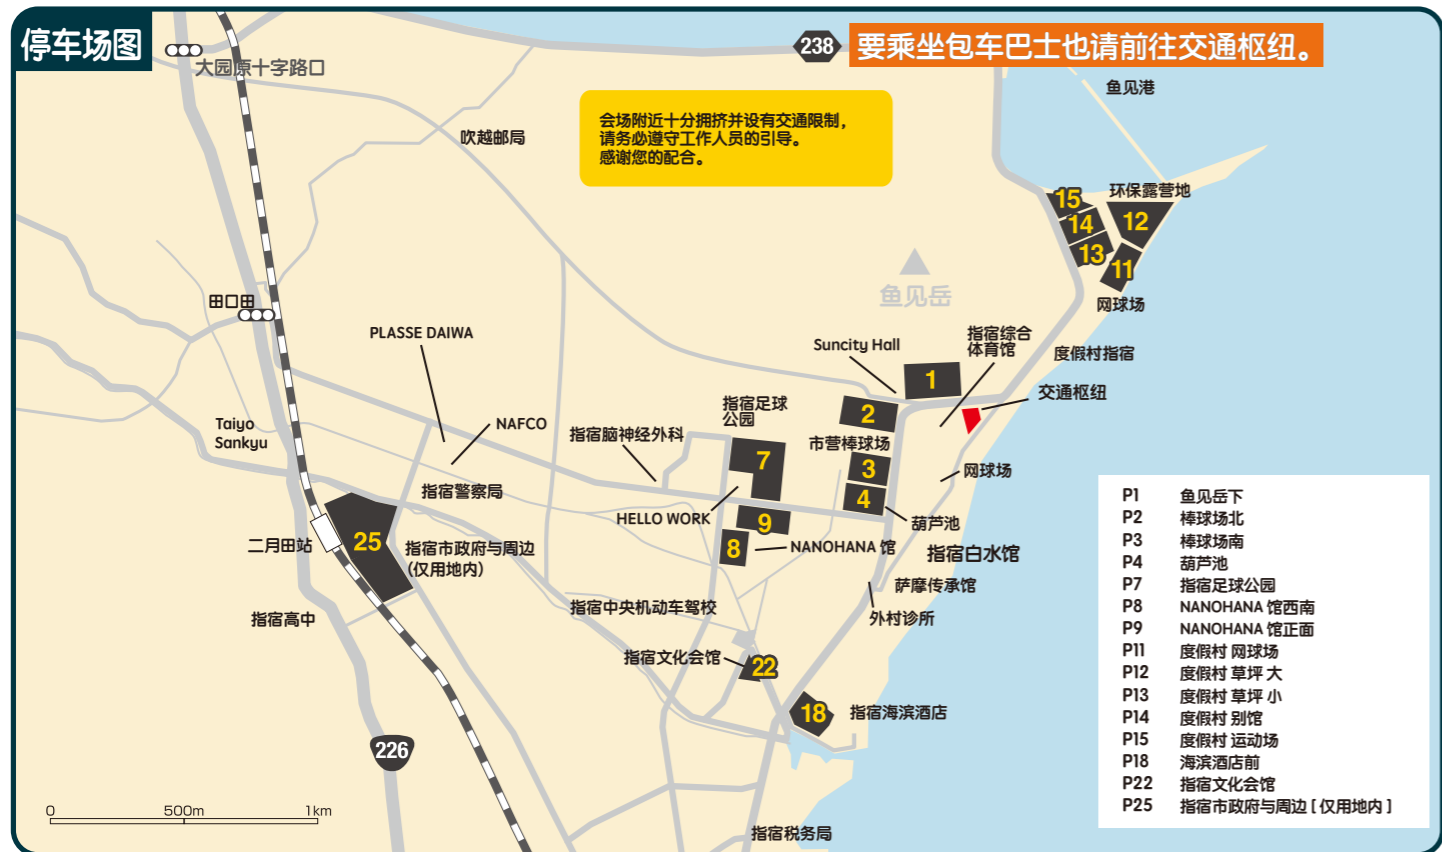 停车场图
大园原十字路口
238
要乘坐包车巴士也请前往交通枢纽。
鱼见港
会场附近十分拥挤并设有交通限制，
请务必遵守工作人员的引导。
感谢您的配合。
吹越邮局
环保露营地
15
14
13
12
11
网球场
鱼见岳
田口田
PLASSE DAIWA
Suncity Hall
指宿综合
体育馆
度假村指宿
交通枢纽
1
2
指宿足球
公园
市营棒球场
Taiyo
Sankyu
NAFCO
指宿脑神经外科
7
3
4
网球场
指宿警察局
HELLO WORK
9
葫芦池
25
二月田站
指宿市政府与周边
（仅用地内）
8
NANOHANA 馆
指宿白水馆
萨摩传承馆
指宿高中
指宿中央机动车驾校
外村诊所
指宿文化会馆
22
18
指宿海滨酒店
226
0 500m 1km
指宿税务局
P1 鱼见岳下
P2 棒球场北
P3 棒球场南
P4 葫芦池
P7 指宿足球公园
P8 NANOHANA 馆西南
P9 NANOHANA 馆正面
P11 度假村 网球场
P12 度假村 草坪 大
P13 度假村 草坪 小
P14 度假村 别馆
P15 度假村 运动场
P18 海滨酒店前
P22 指宿文化会馆
P25 指宿市政府与周边 [ 仅用地内 ]